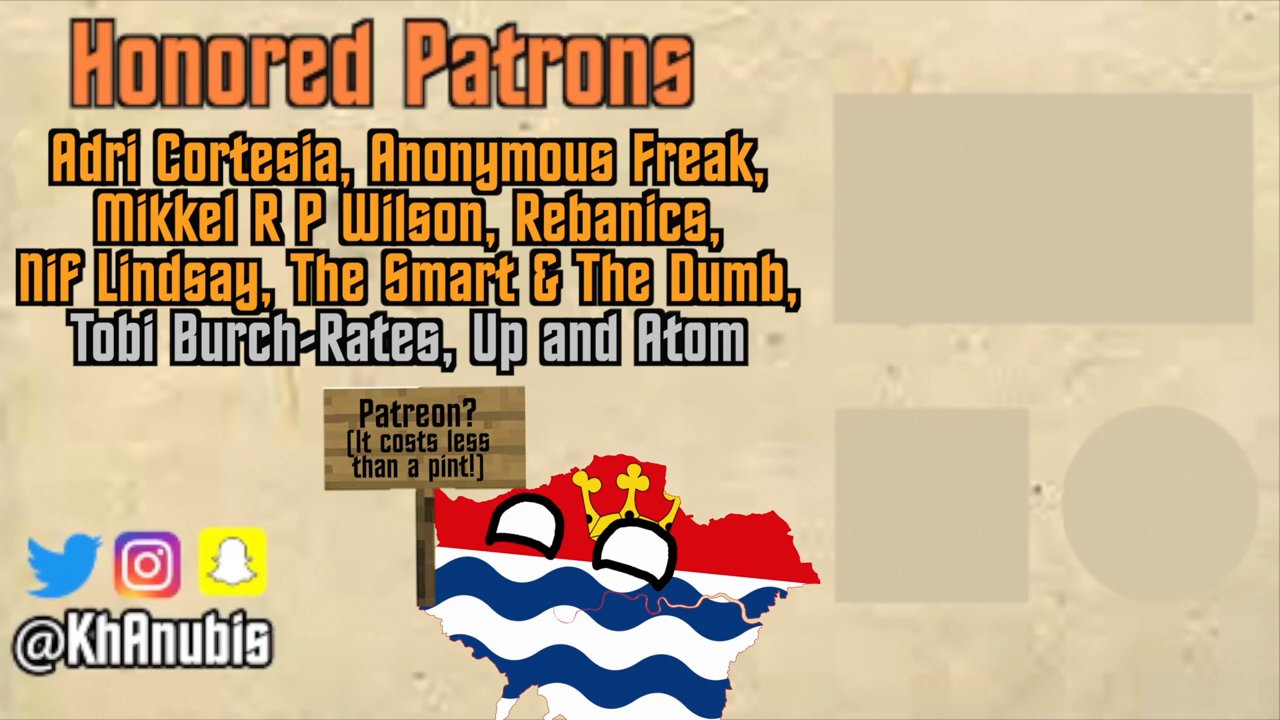 Honored Patrons
Adri Cortesia, Anonymous Freak,
Mikkel R P Wilson, Rebanics,
Nif Lindsay, The Smart & The Dumb,
Tobi Burch-Rates, Up and Atom
Patreon?
(It costs less
than a pint!)
@KhAnubis